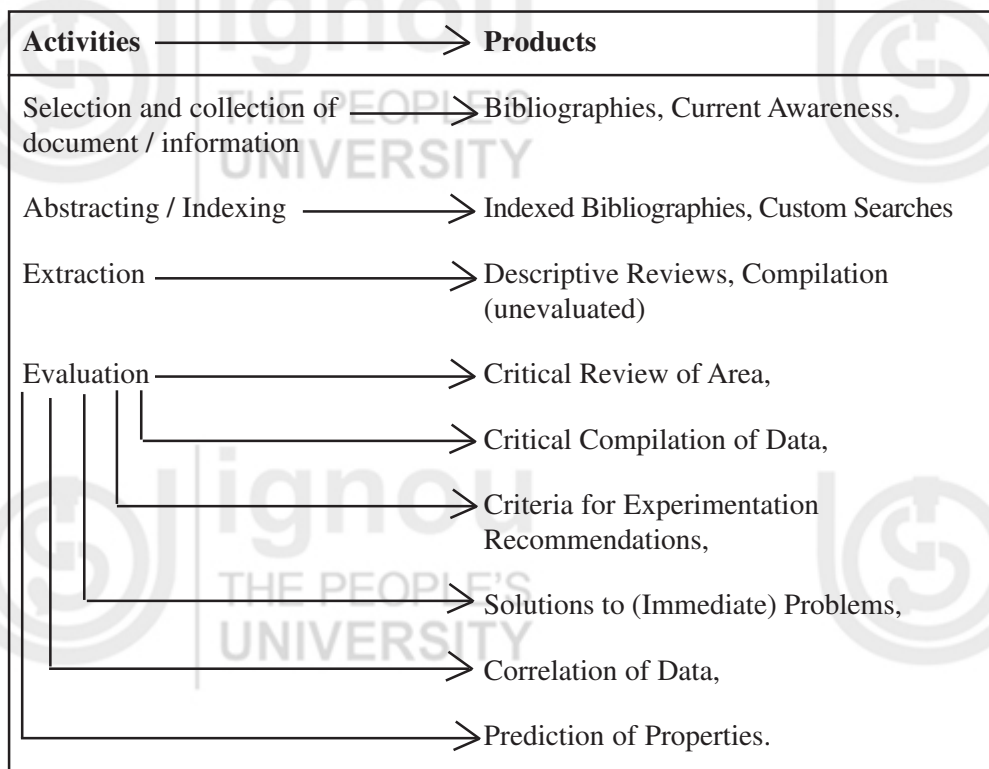 ignou
Activities Products
THE PEOPLE'S
Selection and collection of Bibliographies, Current Awareness.
document / information
UNIVERSITY
Abstracting / Indexing Indexed Bibliographies, Custom Searches
Extraction Descriptive Reviews, Compilation
(unevaluated)
Evaluation Critical Review of Area,
Critical Compilation of Data,
ignou
Criteria for Experimentation
Recommendations,
THE PEOPLE'S
Solutions to (Immediate) Problems,
UNIVERSITY
Correlation of Data,
Prediction of Properties.